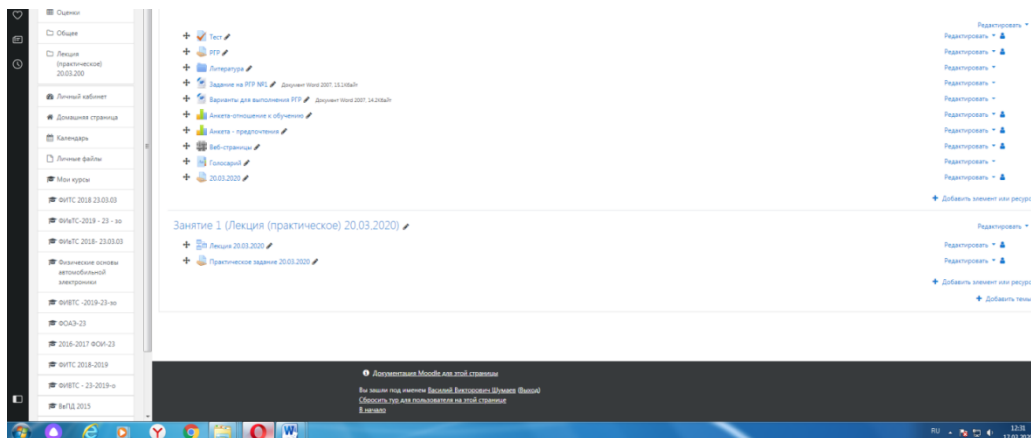 Оценки
Общее
Лекция
(практическое)
20.03.200
Личный кабинет
Домашняя страница
Календарь
Личные файлы
Мои курсы
ФИТС 2018 23.03.03
ФИвТС-2019 - 23 - зо
ФИвТС 2018- 23.03.03
Физические основы
автомобильной
электроники
ФИВТС -2019-23-зо
ФОАЭ-23
2016-2017 ФОИ-23
ФИТС 2018-2019
ФИВТС - 23-2019-о
ВвПД 2015
Редактировать
Тест Редактировать
РГР Редактировать
Литература Редактировать
Задание на РГР №1 Документ Word 2007, 15.1Кбайт Редактировать
Варианты для выполнения РГР Документ Word 2007, 14.2Кбайт Редактировать
Анкета-отношение к обучению Редактировать
Анкета - предпочтения Редактировать
Веб-страницы Редактировать
Голосарий Редактировать
20.03.2020 Редактировать
Добавить элемент или ресурс
Занятие 1 (Лекция (практическое) 20.03.2020) Редактировать
Лекция 20.03.2020 Редактировать
Практическое задание 20.03.2020 Редактировать
Добавить элемент или ресурс
Добавить темы
Документация Moodle для этой страницы
Вы зашли под именем Василий Викторович Шумаев (Выход)
Сбросить тур для пользователя на этой странице
В начало
RU 12:31